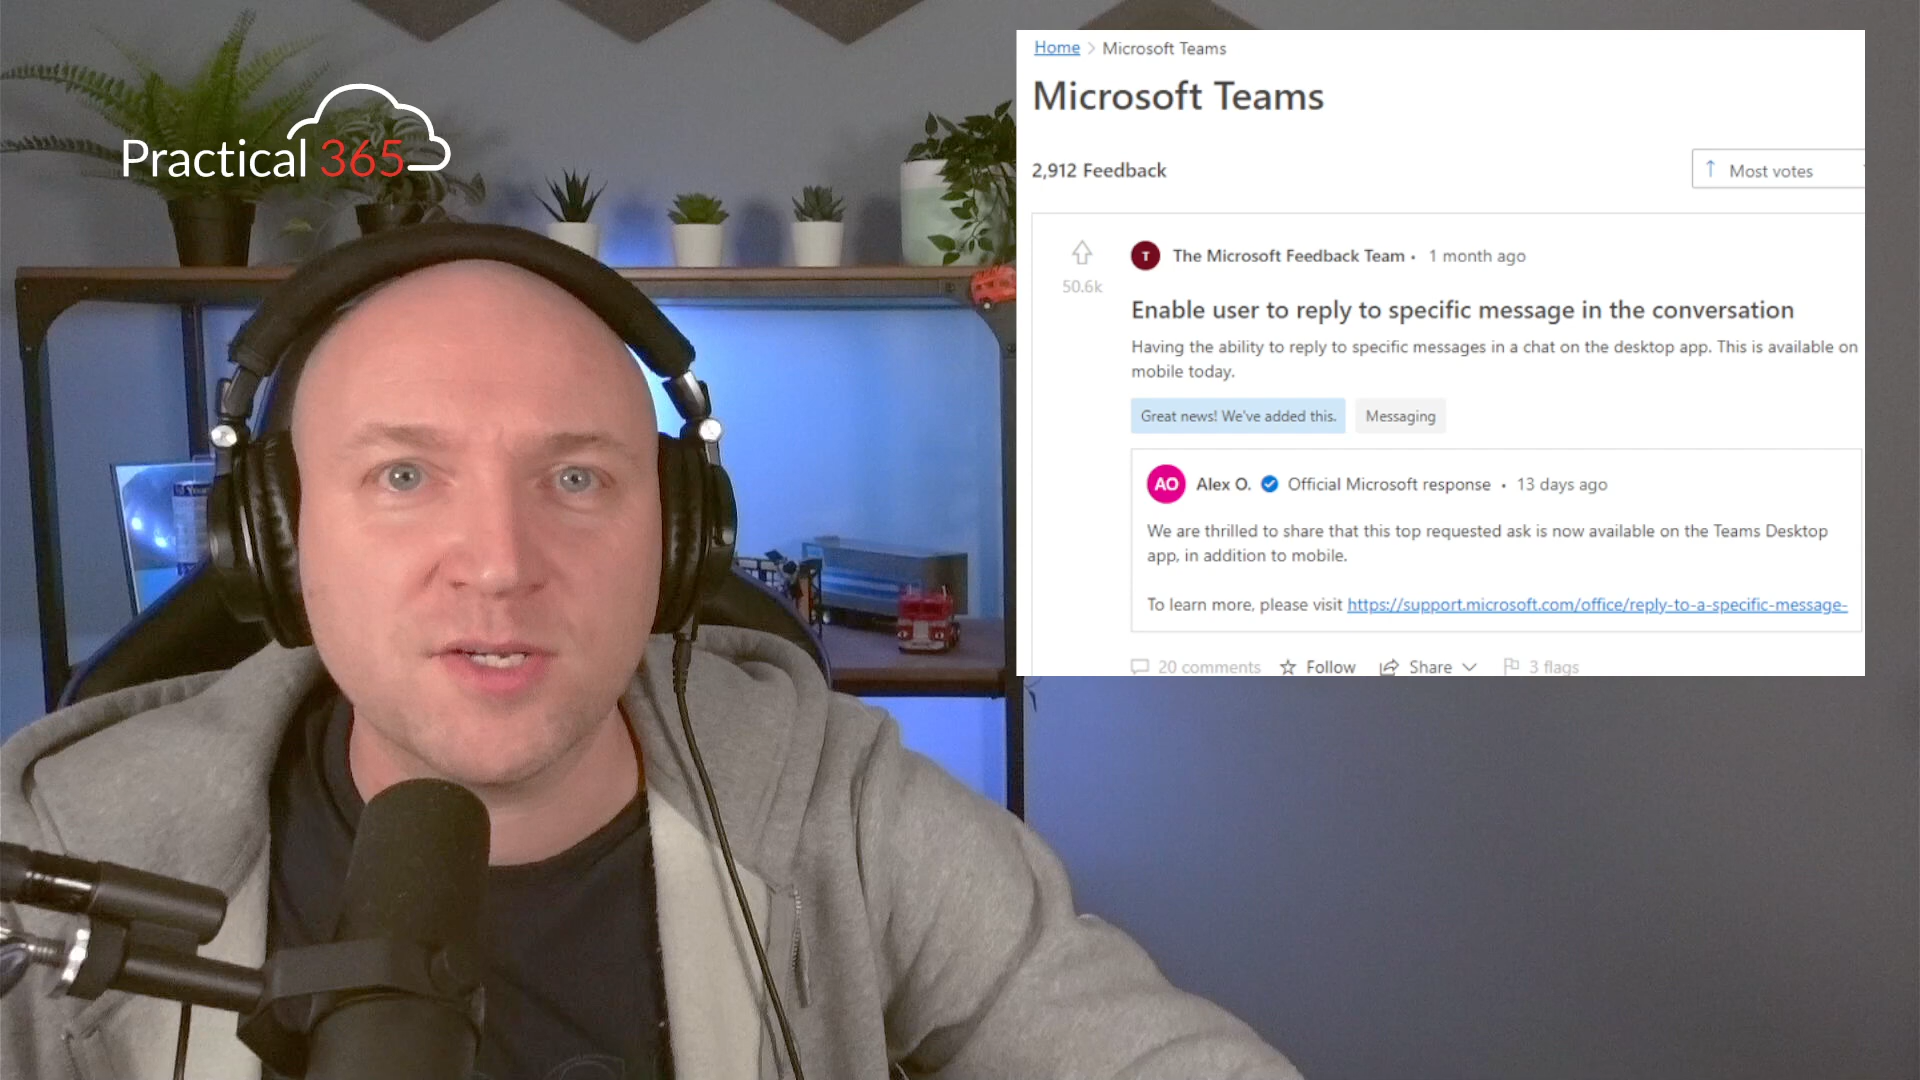 Practical 365
Home > Microsoft Teams
Microsoft Teams
2,912 Feedback
↑ Most votes
50.6k
T The Microsoft Feedback Team • 1 month ago
Enable user to reply to specific message in the conversation
Having the ability to reply to specific messages in a chat on the desktop app. This is available on
mobile today.
Great news! We've added this. Messaging
AO Alex O. Official Microsoft response • 13 days ago
We are thrilled to share that this top requested ask is now available on the Teams Desktop
app, in addition to mobile.
To learn more, please visit https://support.microsoft.com/office/reply-to-a-specific-message-
20 comments Follow Share 3 flags